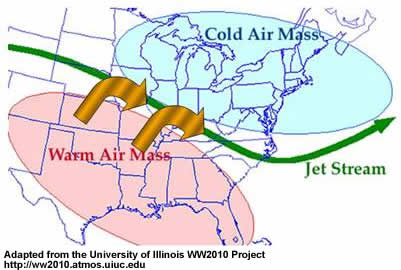 Cold Air Mass
Warm Air Mass
Jet Stream
Adapted from the University of Illinois WW2010 Project
http://ww2010.atmos.uiuc.edu